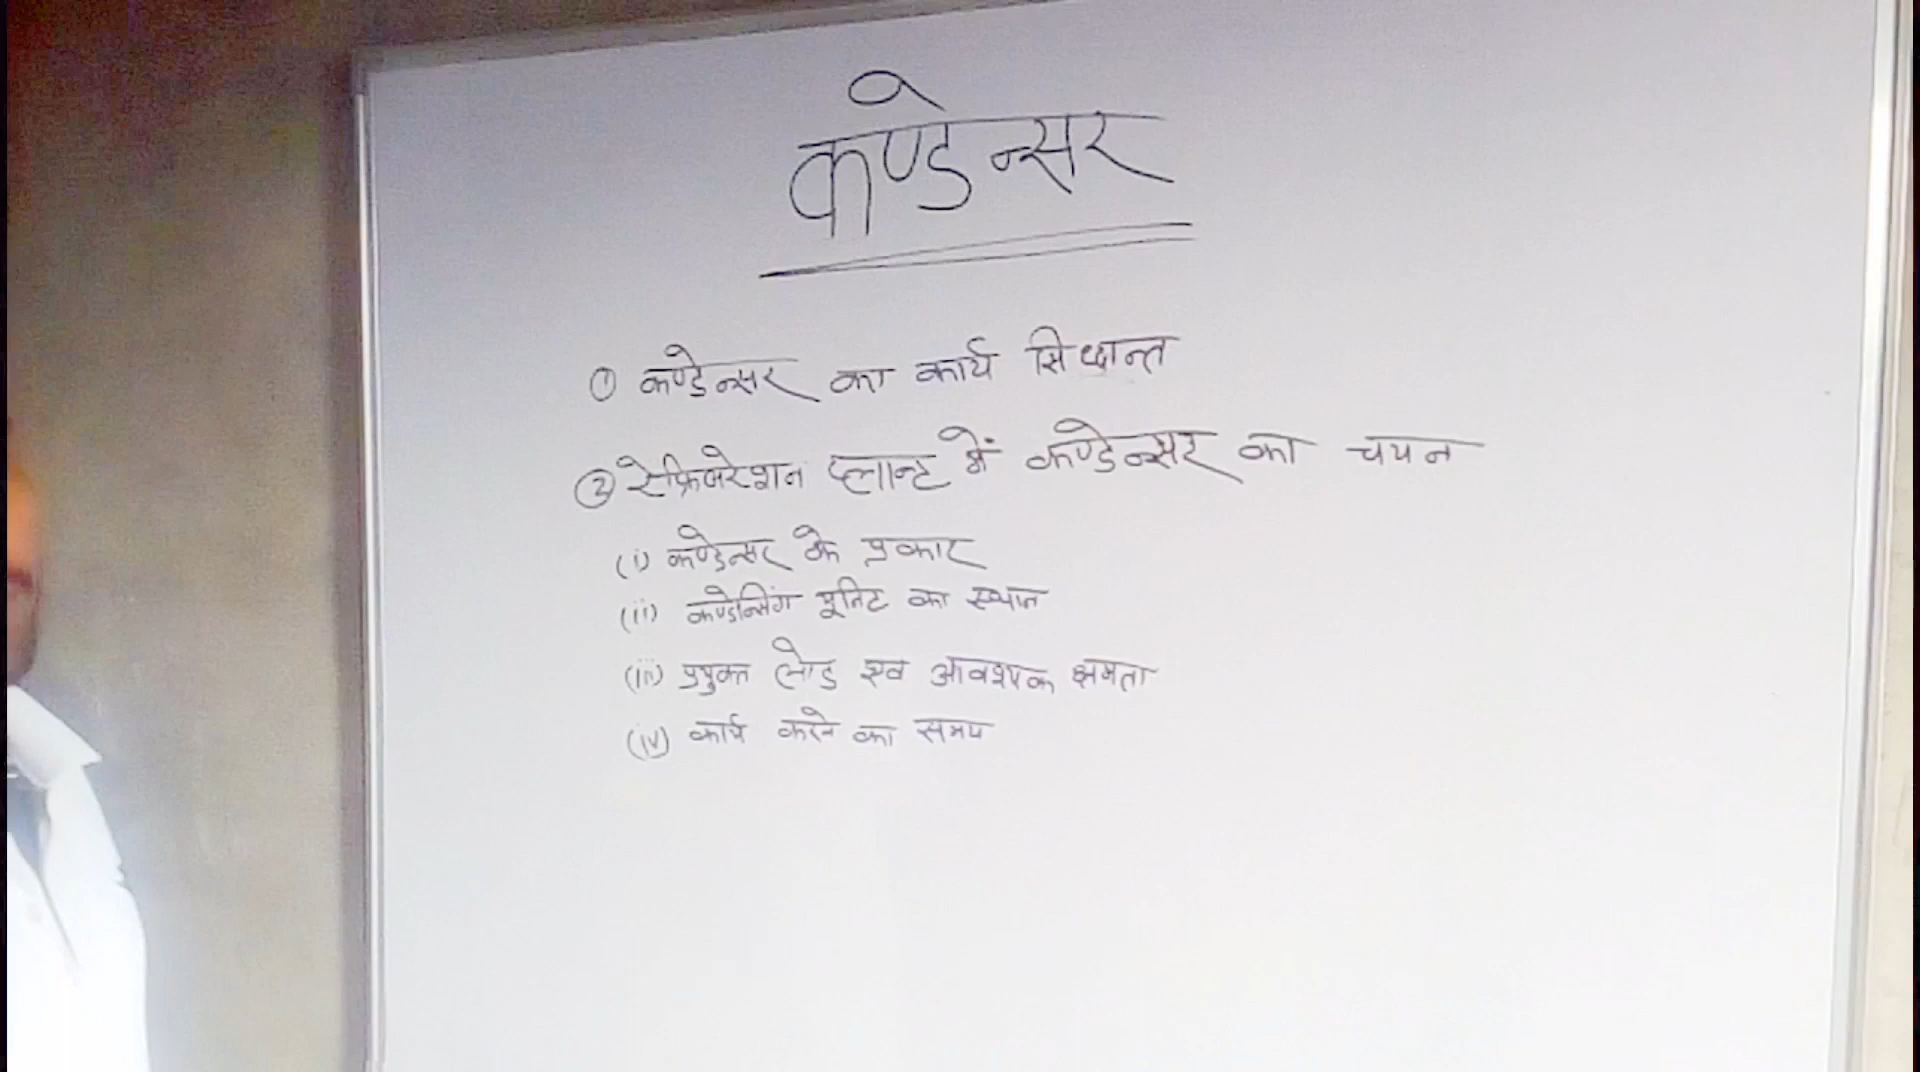 कण्डेन्सर
① कण्डेन्सर का कार्य सिध्दान्त
② रेफ्रिजरेशन प्लान्ट में कण्डेन्सर का चयन
(i) कण्डेन्सर के प्रकार
(ii) कण्डेन्सिंग यूनिट का स्थान
(iii) प्रयुक्त लोड एव आवश्यक क्षमता
(iv) कार्य करने का समय